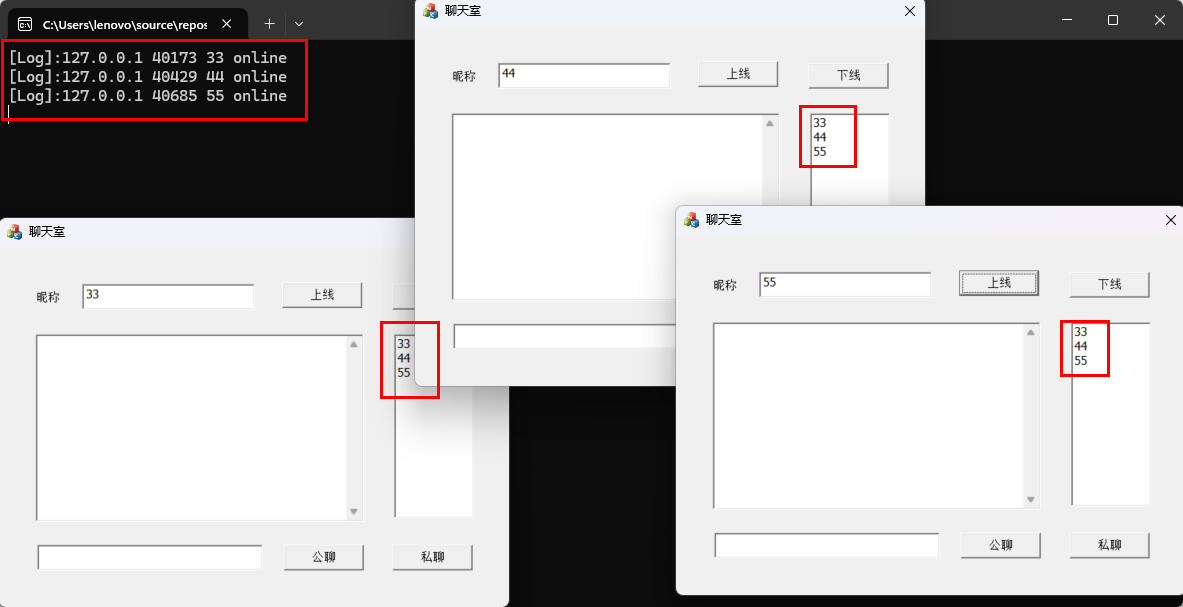 C:\Users\lenovo\source\repos
[Log]:127.0.0.1 40173 33 online
[Log]:127.0.0.1 40429 44 online
[Log]:127.0.0.1 40685 55 online
聊天室
昵称
44
上线
下线
33
44
55
聊天室
昵称
33
上线
33
44
55
公聊
私聊
聊天室
昵称
55
上线
下线
33
44
55
公聊
私聊